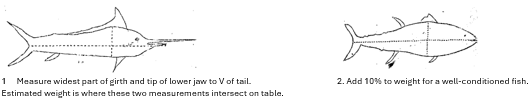 1 Measure widest part of girth and tip of lower jaw to V of tail.
Estimated weight is where these two measurements intersect on table.
2. Add 10% to weight for a well-conditioned fish.